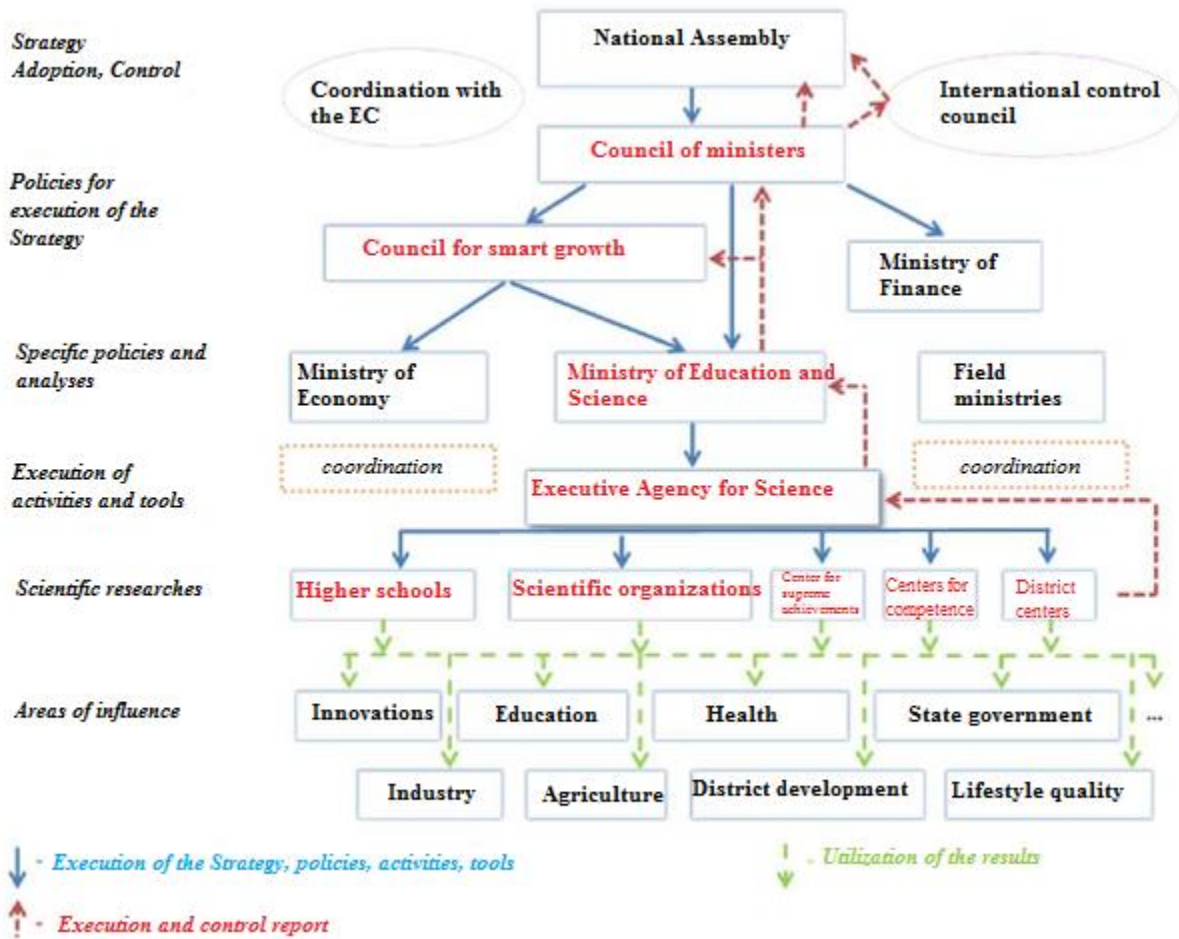 Strategy
Adoption, Control
National Assembly
Coordination with
the EC
International control
council
Council of ministers
Policies for
execution of the
Strategy
Council for smart growth
Ministry of
Finance
Specific policies and
analyses
Ministry of
Economy
Ministry of Education and
Science
Field
ministries
Execution of
activities and tools
coordination
coordination
Executive Agency for Science
Scientific researches
Higher schools
Scientific organizations
Center for
supreme
achievements
Centers for
competence
District
centers
Areas of influence
Innovations
Education
Health
State government
...
Industry
Agriculture
District development
Lifestyle quality
- Execution of the Strategy, policies, activities, tools
- Utilization of the results
- Execution and control report